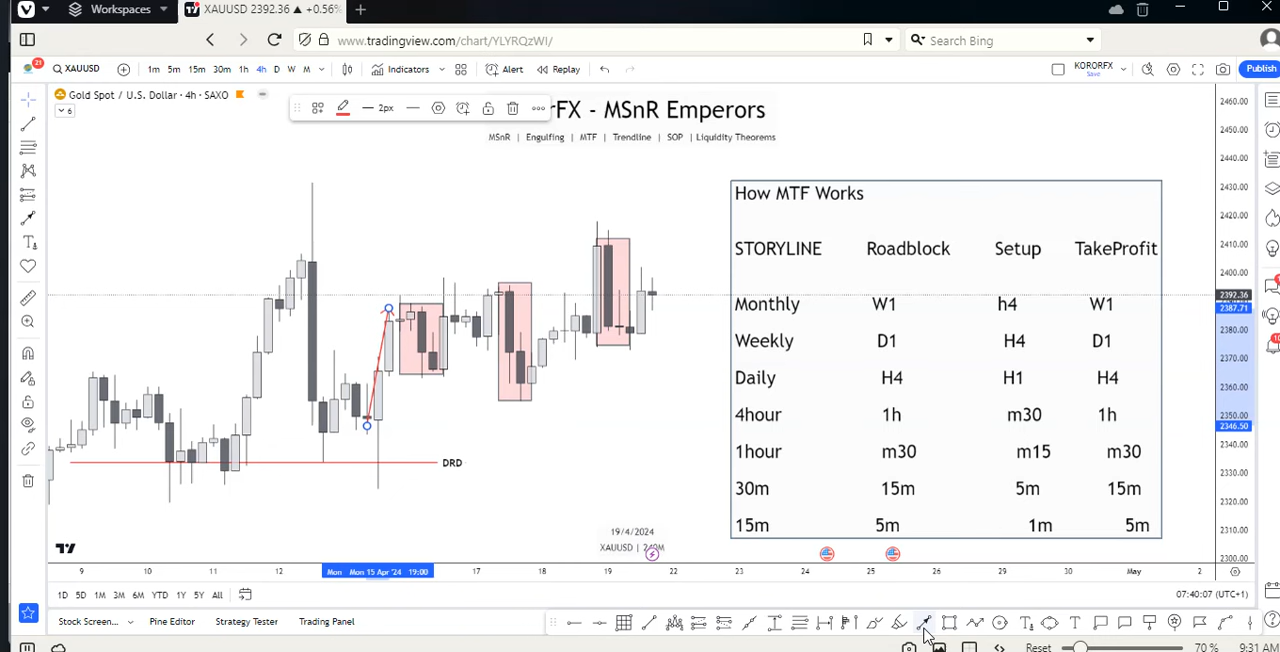 Workspaces
XAUUSD 2392.36 ▲ +0.56%
www.tradingview.com/chart/YLYRQzWI/
Search Bing
21
XAUUSD
1m 5m 15m 30m 1h 4h D W M
Indicators
Alert
Replay
KORORFX
Save
Publish
Gold Spot / U.S. Dollar · 4h · SAXO
6
2px
FX - MSnR Emperors
MSnR | Engulfing | MTF | Trendline | SOP | Liquidity Theorems
How MTF Works
STORYLINE Roadblock Setup TakeProfit
Monthly W1 h4 W1
Weekly D1 H4 D1
Daily H4 H1 H4
4hour 1h m30 1h
1hour m30 m15 m30
30m 15m 5m 15m
15m 5m 1m 5m
DRD
19/4/2024
XAUUSD | 240M
2460.00
2450.00
2440.00
2430.00
2420.00
2410.00
2400.00
2392.36
2387.71
2380.00
2370.00
2360.00
2350.00
2346.50
2340.00
2330.00
2320.00
2310.00
2300.00
9 10 11 12 Mon Mon 15 Apr '24 19:00 17 18 19 22 23 24 25 26 29 30 May 2
1D 5D 1M 3M 6M YTD 1Y 5Y All
07:40:07 (UTC+1)
Stock Screen... Pine Editor Strategy Tester Trading Panel
Reset
70 %
9:31 AM